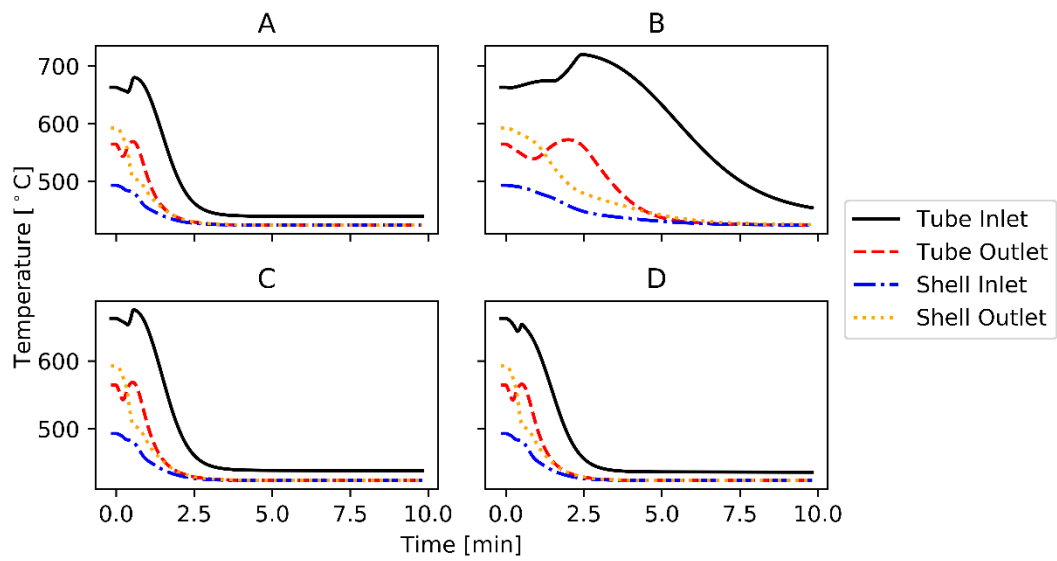 A
B
700
600
500
C
D
600
500
0.0 2.5 5.0 7.5 10.0
0.0 2.5 5.0 7.5 10.0
Temperature [°C]
Time [min]
Tube Inlet
Tube Outlet
Shell Inlet
Shell Outlet